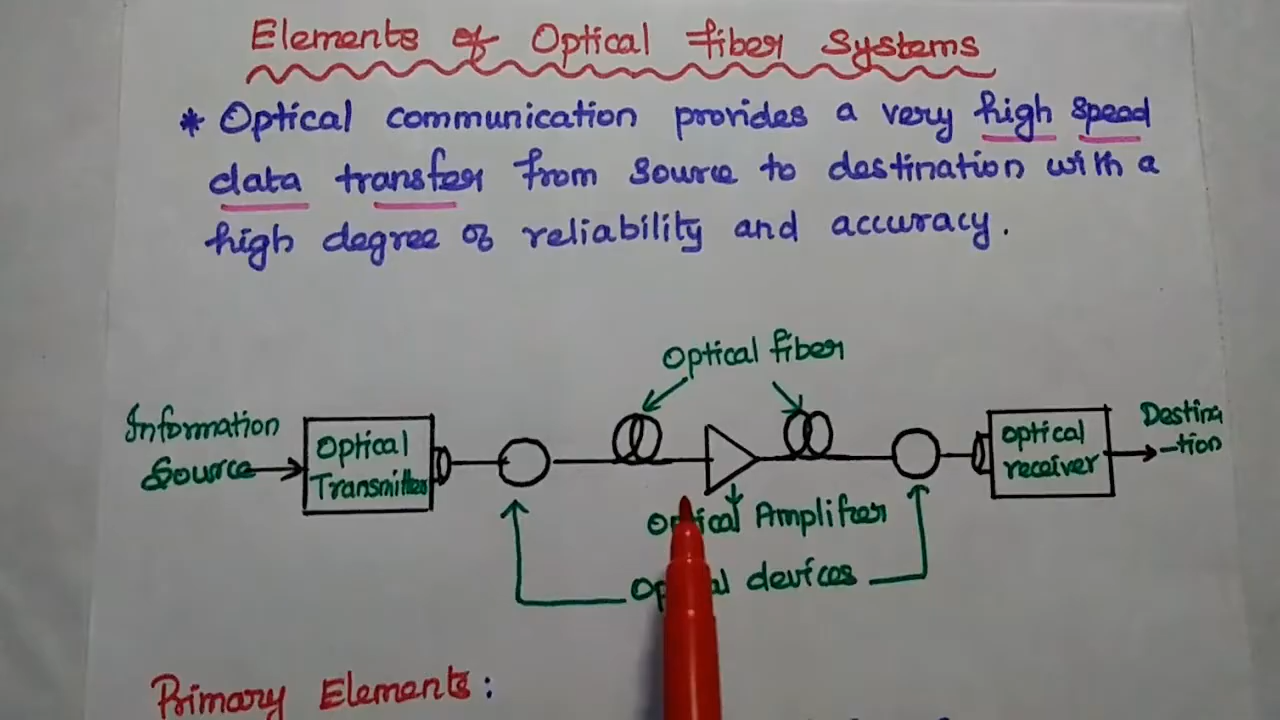 Elements of Optical fiber Systems
* Optical communication provides a very high speed
data transfer from source to destination with a
high degree of reliability and accuracy.
Optical fiber
Information
Source
Optical
Transmitter
optical
receiver
Destina
-tion
Amplifier
devices
Primary Elements: